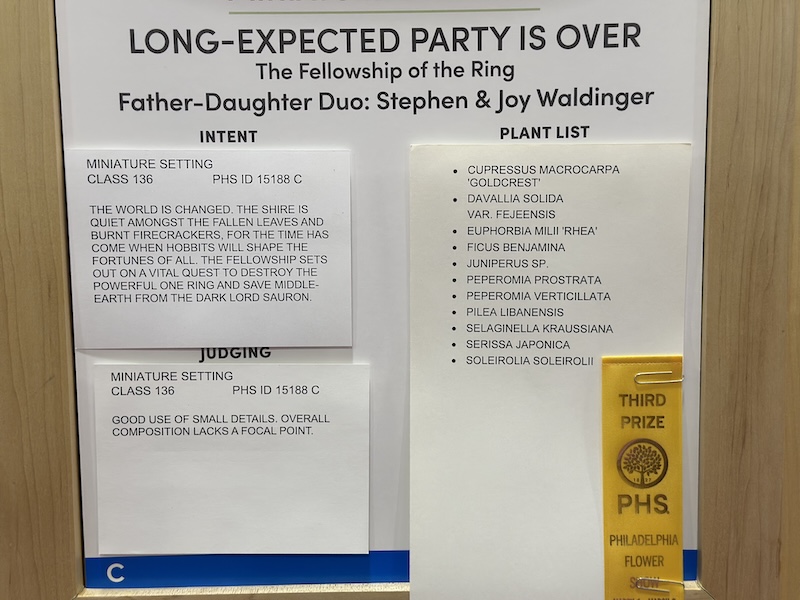 LONG-EXPECTED PARTY IS OVER
The Fellowship of the Ring
Father-Daughter Duo: Stephen & Joy Waldinger
INTENT
MINIATURE SETTING
CLASS 136 PHS ID 15188 C
THE WORLD IS CHANGED. THE SHIRE IS
QUIET AMONGST THE FALLEN LEAVES AND
BURNT FIRECRACKERS, FOR THE TIME HAS
COME WHEN HOBBITS WILL SHAPE THE
FORTUNES OF ALL. THE FELLOWSHIP SETS
OUT ON A VITAL QUEST TO DESTROY THE
POWERFUL ONE RING AND SAVE MIDDLE-
EARTH FROM THE DARK LORD SAURON.
JUDGING
MINIATURE SETTING
CLASS 136 PHS ID 15188 C
GOOD USE OF SMALL DETAILS. OVERALL
COMPOSITION LACKS A FOCAL POINT.
C
PLANT LIST
• CUPRESSUS MACROCARPA
'GOLDCREST'
• DAVALLIA SOLIDA
VAR. FEJEENSIS
• EUPHORBIA MILII 'RHEA'
• FICUS BENJAMINA
• JUNIPERUS SP.
• PEPEROMIA PROSTRATA
• PEPEROMIA VERTICILLATA
• PILEA LIBANENSIS
• SELAGINELLA KRAUSSIANA
• SERISSA JAPONICA
• SOLEIROLIA SOLEIROLII
THIRD
PRIZE
PHS
PHILADELPHIA
FLOWER
SHOW